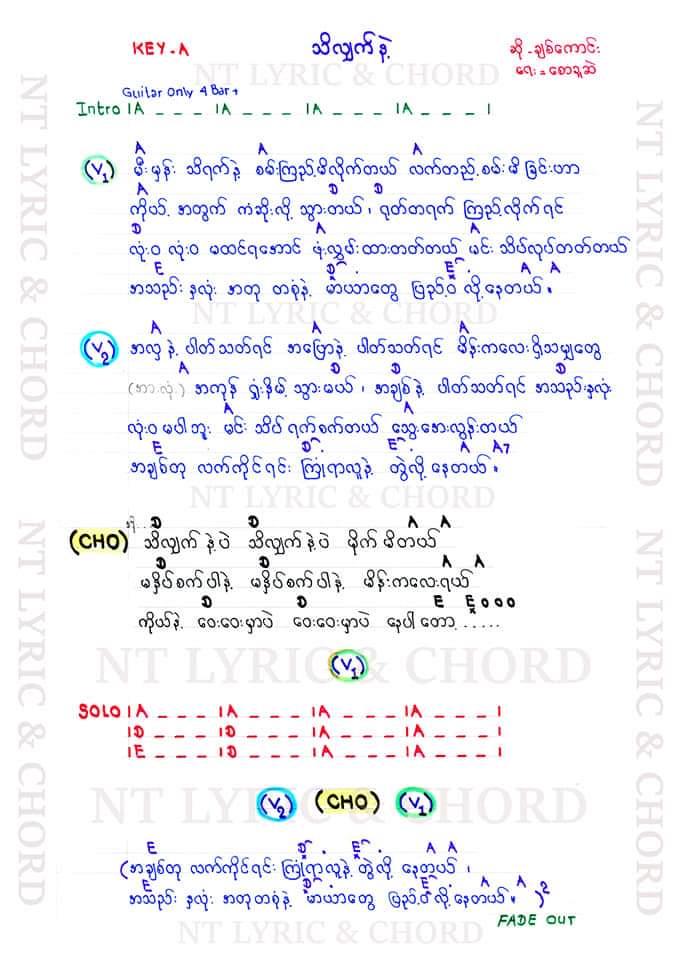 KEY-A
သိလျှက်နဲ့
ဆို - ချစ်ကောင်း
ရေး = စောခူဆဲ
Guitar Only 4 Bar
Intro |A _ _ _ |A _ _ _ |A _ _ _ |A _ _ _ |
A A A
(V1) မီးမှန်း သိရက်နဲ့ စမ်းကြည့်မိလိုက်တယ် လက်တည့်စမ်းမိခြင်းဟာ
A D D
ကိုယ့် အတွက် ကံဆိုးလို့ သွားတယ်၊ ရုတ်တရက် ကြည့်လိုက်ရင်
D A A
လုံးဝ လုံးဝ မထင်ရအောင် ဖုံးလွှမ်းထားတတ်တယ် မင်း သိပ်လုပ်တတ်တယ်
E D E A A
အသည်းနှလုံး အတု တစ်စုံနဲ့ မာယာတွေ ပြည့်ဝလို့နေတယ်။
A A A
(V2) အလှနဲ့ ပါတ်သတ်ရင် အပြောနဲ့ ပါတ်သတ်ရင် မိန်းကလေးရှိသမျှတွေ
A D D
(အားလုံး) အကုန် ရှုံးနိမ့် သွားမယ်၊ အချစ်နဲ့ ပါတ်သတ်ရင် အသည်းနှလုံး
A A
လုံးဝမပါဘူး မင်း သိပ်ရက်စက်တယ် သွေးအေးလွန်းတယ်
E D E A A7
အချစ်တု လက်ကိုင်ရင်း ကြုံရာလူနဲ့ တွဲလို့ နေတယ်။
D D A A
(CHO) သိလျှက်နဲ့ပဲ သိလျှက်နဲ့ပဲ မိုက်မိတယ်
D D A A
မနှိပ်စက်ပါနဲ့ မနှိပ်စက်ပါနဲ့ မိန်းကလေးရယ်
D D E E o o o
ကိုယ်နဲ့ ဝေးဝေးမှာပဲ ဝေးဝေးမှာပဲ နေပါတော့ . . . . .
(V1)
SOLO |A _ _ _ |A _ _ _ |A _ _ _ |A _ _ _ |
|D _ _ _ |D _ _ _ |A _ _ _ |A _ _ _ |
|E _ _ _ |D _ _ _ |A _ _ _ |A _ _ _ |
(V2) (CHO) (V1)
E D E A A
(အချစ်တု လက်ကိုင်ရင်း ကြုံရာလူနဲ့ တွဲလို့ နေတယ်၊
E D E A A
အသည်းနှလုံး အတုတစ်စုံနဲ့ မာယာတွေ ပြည့်ဝလို့နေတယ်။ )2
FADE OUT
NT LYRIC & CHORD